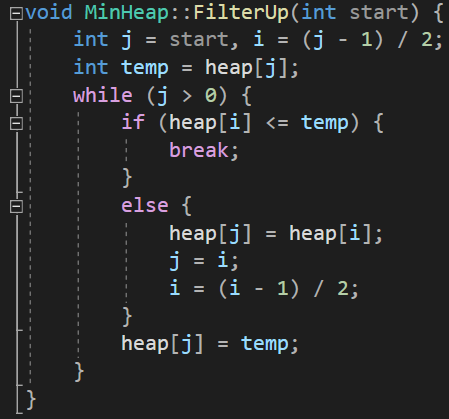 void MinHeap::FilterUp(int start) {
    int j = start, i = (j - 1) / 2;
    int temp = heap[j];
    while (j > 0) {
        if (heap[i] <= temp) {
            break;
        }
        else {
            heap[j] = heap[i];
            j = i;
            i = (i - 1) / 2;
        }
        heap[j] = temp;
    }
}